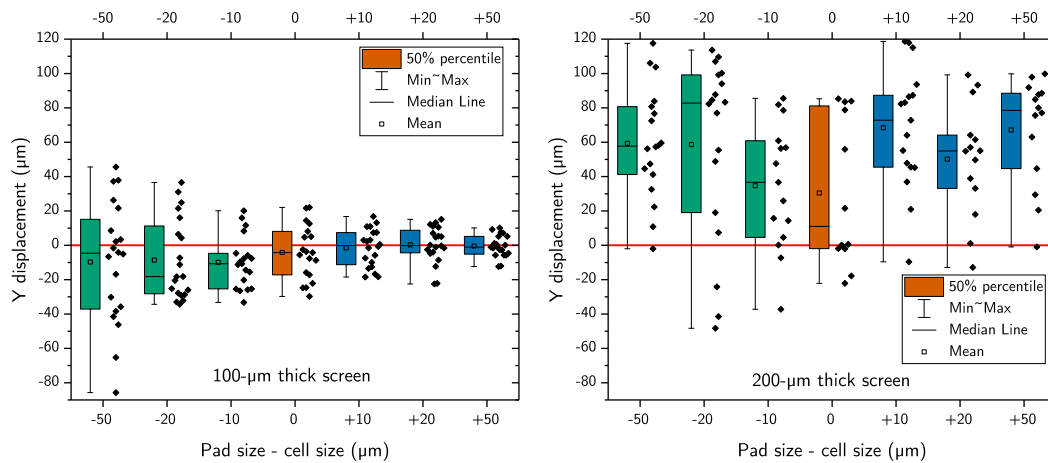 -50 -20 -10 0 +10 +20 +50
120
100
80
60
40
20
0
-20
-40
-60
-80
Y displacement (µm)
50% percentile
Min~Max
Median Line
Mean
100-µm thick screen
-50 -20 -10 0 +10 +20 +50
Pad size - cell size (µm)
-50 -20 -10 0 +10 +20 +50
120
100
80
60
40
20
0
-20
-40
-60
-80
Y displacement (µm)
50% percentile
Min~Max
Median Line
Mean
200-µm thick screen
-50 -20 -10 0 +10 +20 +50
Pad size - cell size (µm)